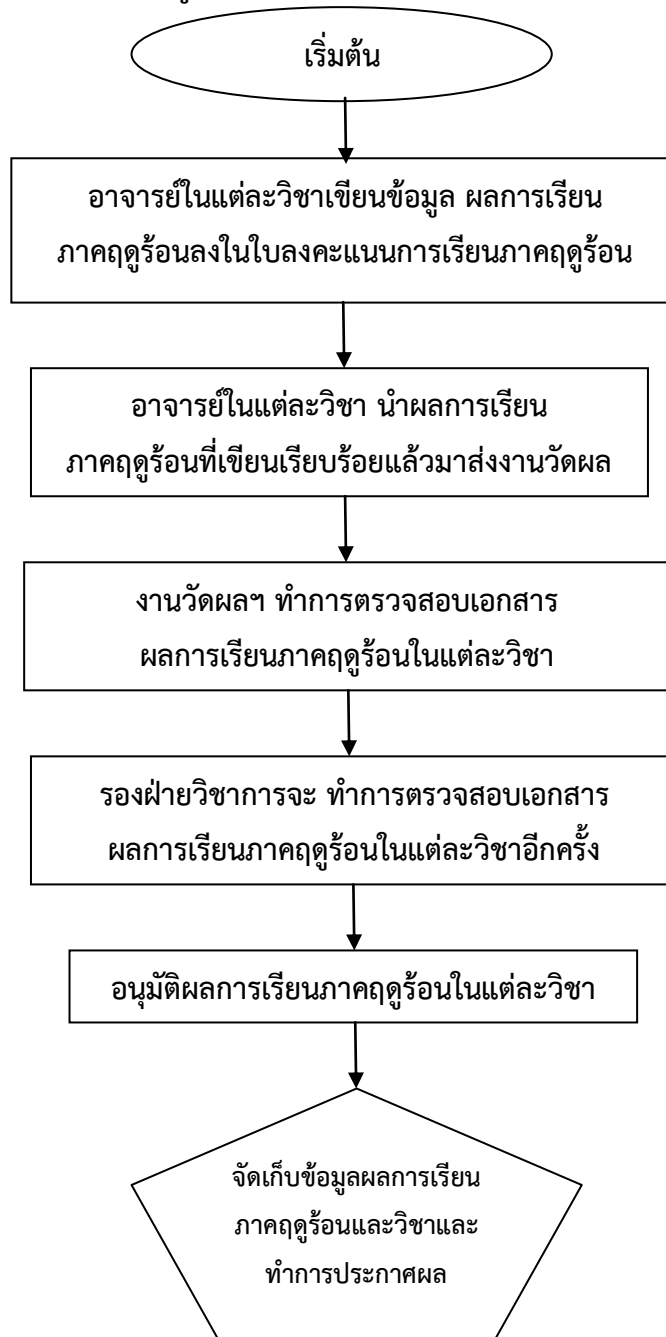 เริ่มต้น
อาจารย์ในแต่ละวิชาเขียนข้อมูล ผลการเรียน
ภาคฤดูร้อนลงในใบลงคะแนนการเรียนภาคฤดูร้อน
อาจารย์ในแต่ละวิชา นำผลการเรียน
ภาคฤดูร้อนที่เขียนเรียบร้อยแล้วมาส่งงานวัดผล
งานวัดผลฯ ทำการตรวจสอบเอกสาร
ผลการเรียนภาคฤดูร้อนในแต่ละวิชา
รองฝ่ายวิชาการจะ ทำการตรวจสอบเอกสาร
ผลการเรียนภาคฤดูร้อนในแต่ละวิชาอีกครั้ง
อนุมัติผลการเรียนภาคฤดูร้อนในแต่ละวิชา
จัดเก็บข้อมูลผลการเรียน
ภาคฤดูร้อนและวิชาและ
ทำการประกาศผล